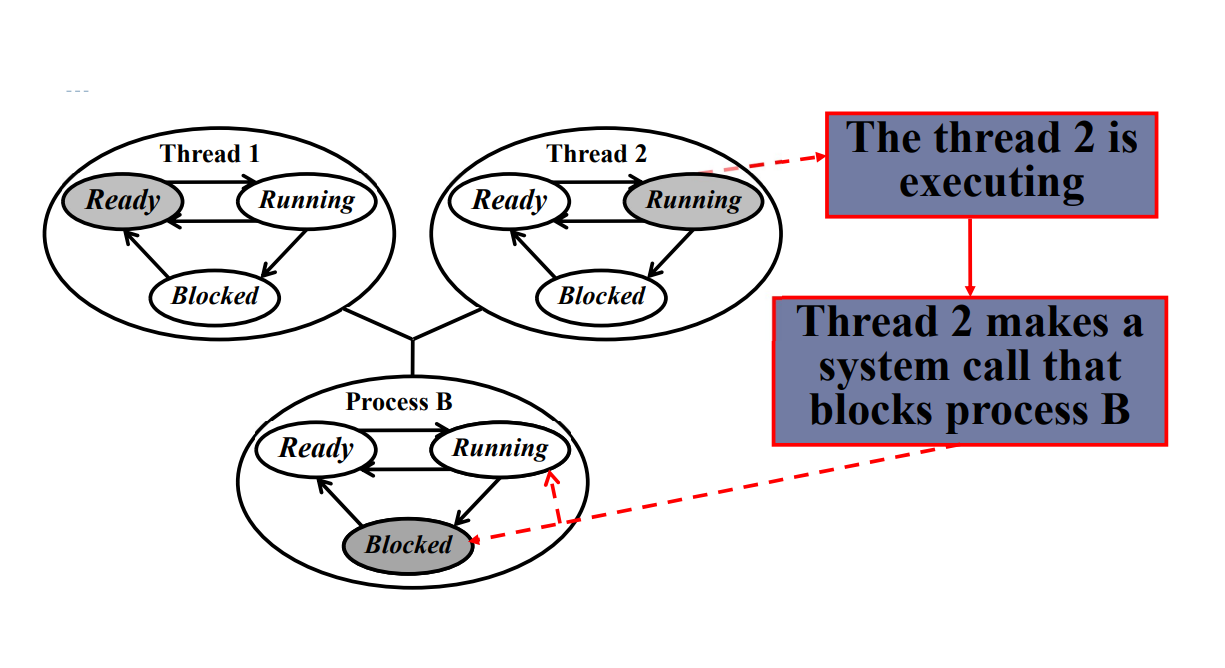 ---
Thread 1
Ready
Running
Blocked
Thread 2
Ready
Running
Blocked
The thread 2 is
executing
Thread 2 makes a
system call that
blocks process B
Process B
Ready
Running
Blocked